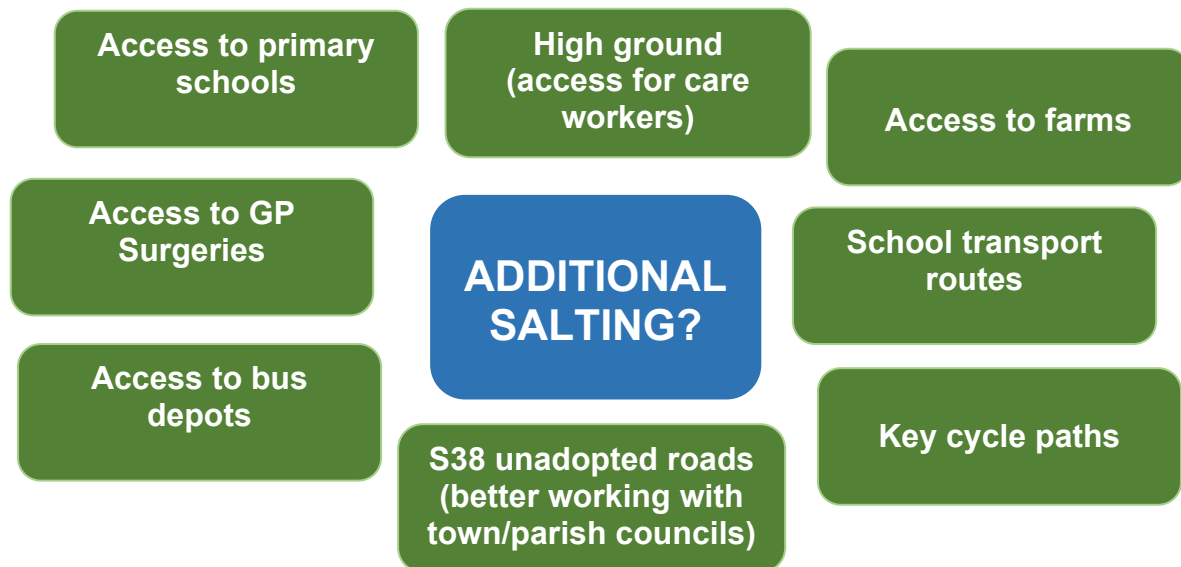 Access to primary
schools
High ground
(access for care
workers)
Access to farms
Access to GP
Surgeries
ADDITIONAL
SALTING?
School transport
routes
Access to bus
depots
S38 unadopted roads
(better working with
town/parish councils)
Key cycle paths